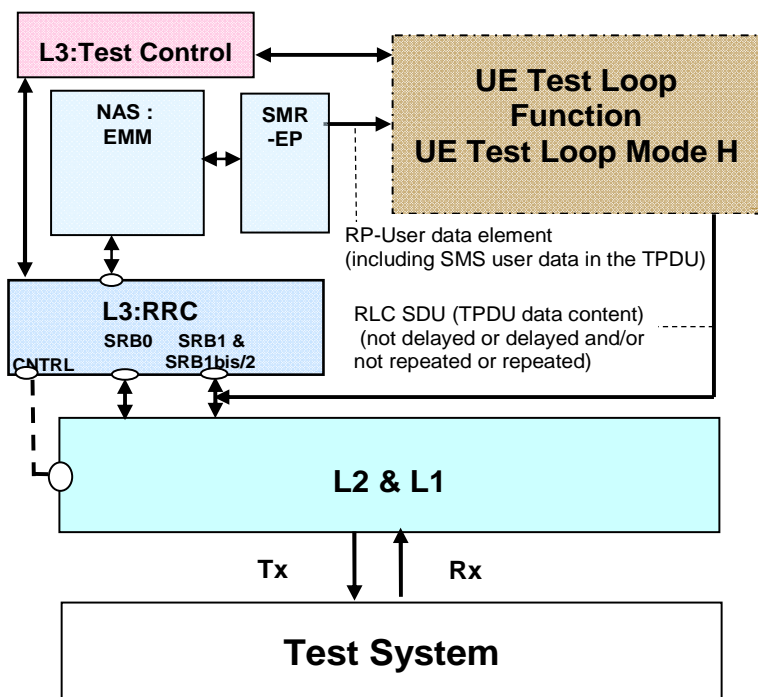 L3:Test Control
UE Test Loop
Function
UE Test Loop Mode H
NAS :
EMM
SMR
-EP
RP-User data element
(including SMS user data in the TPDU)
L3:RRC
SRB0
SRB1 &
SRB1bis/2
CNTRL
RLC SDU (TPDU data content)
(not delayed or delayed and/or
not repeated or repeated)
L2 & L1
Tx
Rx
Test System